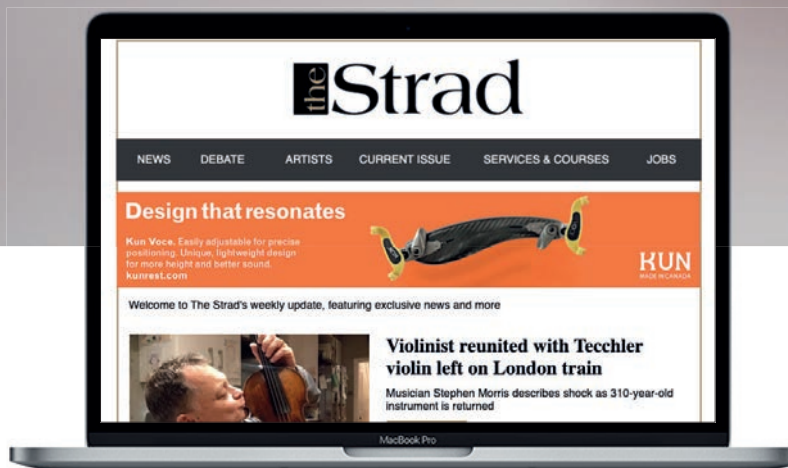 the Strad
NEWS DEBATE ARTISTS CURRENT ISSUE SERVICES & COURSES JOBS
Design that resonates
Kun Voce. Easily adjustable for precise
positioning. Unique, lightweight design
for more height and better sound.
kunrest.com
KUN
MADE IN CANADA
Welcome to The Strad's weekly update, featuring exclusive news and more
Violinist reunited with Tecchler
violin left on London train
Musician Stephen Morris describes shock as 310-year-old
instrument is returned
MacBook Pro